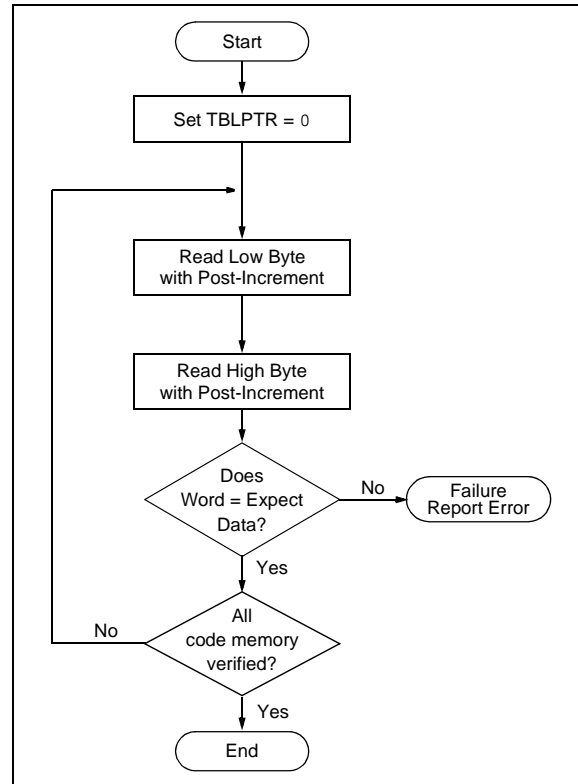 Start
Set TBLPTR = 0
Read Low Byte
with Post-Increment
Read High Byte
with Post-Increment
Does
Word = Expect
Data?
No
Failure
Report Error
Yes
All
code memory
verified?
No
Yes
End